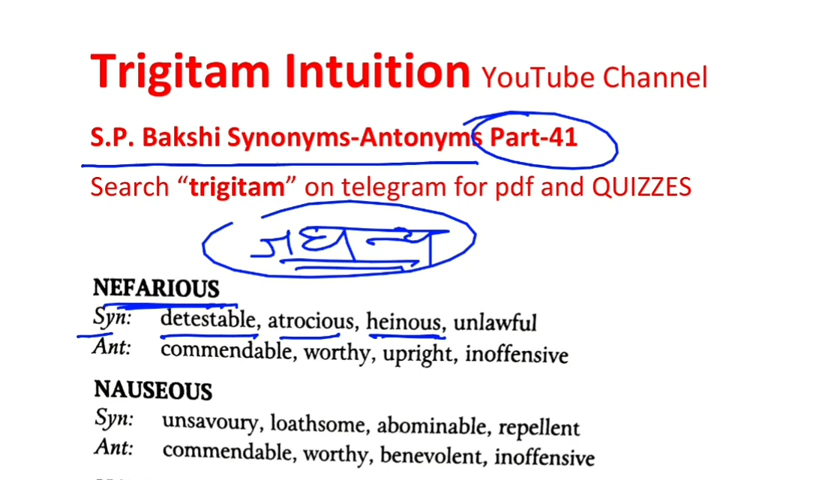 Trigitam Intuition YouTube Channel
S.P. Bakshi Synonyms-Antonyms Part-41
Search “trigitam” on telegram for pdf and QUIZZES
जघन्य
NEFARIOUS
Syn: detestable, atrocious, heinous, unlawful
Ant: commendable, worthy, upright, inoffensive
NAUSEOUS
Syn: unsavoury, loathsome, abominable, repellent
Ant: commendable, worthy, benevolent, inoffensive